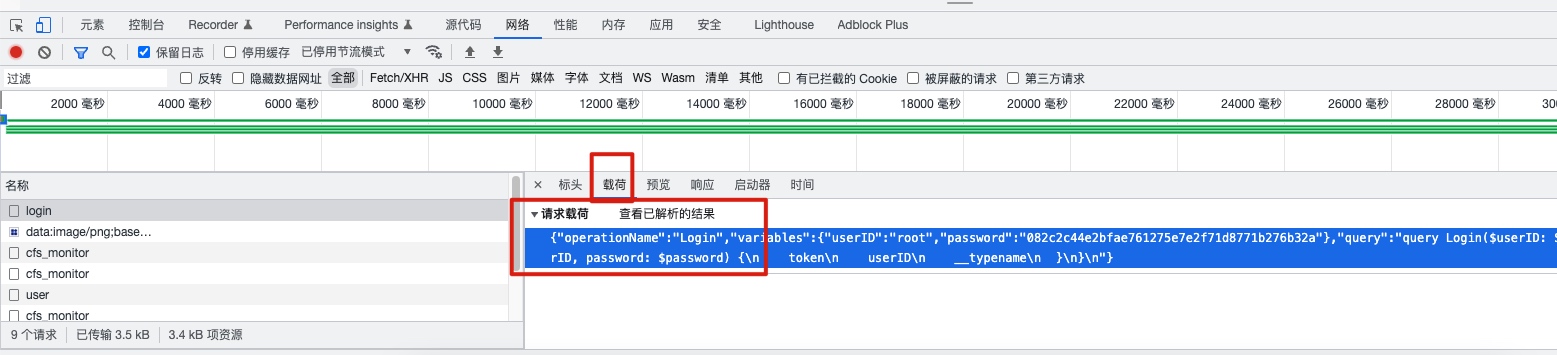 元素 控制台 Recorder Performance insights 源代码 网络 性能 内存 应用 安全 Lighthouse Adblock Plus
保留日志 停用缓存 已停用节流模式
过滤 反转 隐藏数据网址 全部 Fetch/XHR JS CSS 图片 媒体 字体 文档 WS Wasm 清单 其他 有已拦截的 Cookie 被屏蔽的请求 第三方请求
2000 毫秒 4000 毫秒 6000 毫秒 8000 毫秒 10000 毫秒 12000 毫秒 14000 毫秒 16000 毫秒 18000 毫秒 20000 毫秒 22000 毫秒 24000 毫秒 26000 毫秒 28000 毫秒
名称
login
data:image/png;base…
cfs_monitor
cfs_monitor
user
cfs_monitor
9 个请求 已传输 3.5 kB 3.4 kB 项资源
× 标头 载荷 预览 响应 启动器 时间
请求载荷 查看已解析的结果
{"operationName":"Login","variables":{"userID":"root","password":"082c2c44e2bfae761275e7e2f71d8771b276b32a"},"query":"query Login($userID:
rID, password: $password) {\n    token\n    userID\n    __typename\n  }\n}\n"}